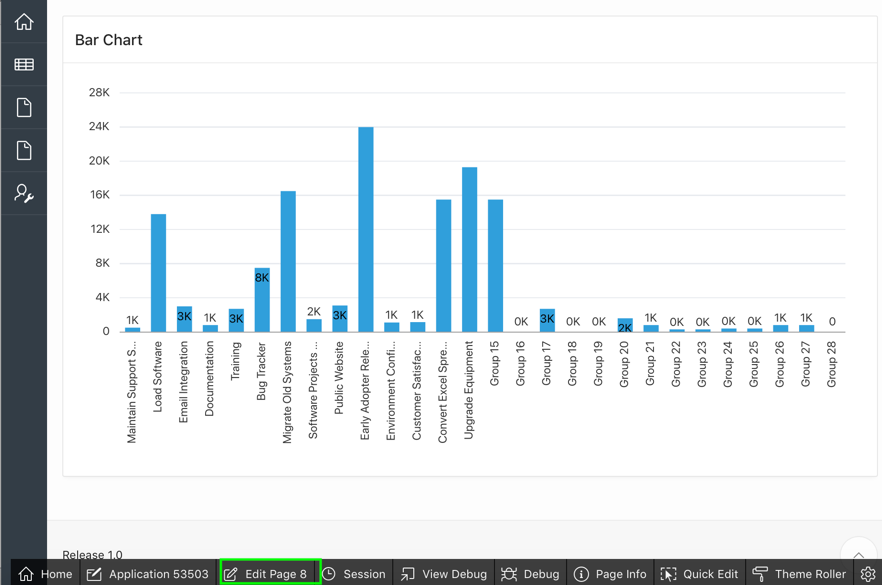 Bar Chart
28K
24K
20K
16K
12K
8K
4K
0
1K
3K
1K
3K
8K
2K
3K
1K
1K
0K
3K
0K
0K
2K
1K
0K
0K
0K
0K
1K
1K
0
Maintain Support S...
Load Software
Email Integration
Documentation
Training
Bug Tracker
Migrate Old Systems
Software Projects ...
Public Website
Early Adopter Rele...
Environment Confi...
Customer Satisfac...
Convert Excel Spre...
Upgrade Equipment
Group 15
Group 16
Group 17
Group 18
Group 19
Group 20
Group 21
Group 22
Group 23
Group 24
Group 25
Group 26
Group 27
Group 28
Release 1.0
Home Application 53503 Edit Page 8 Session View Debug Debug Page Info Quick Edit Theme Roller